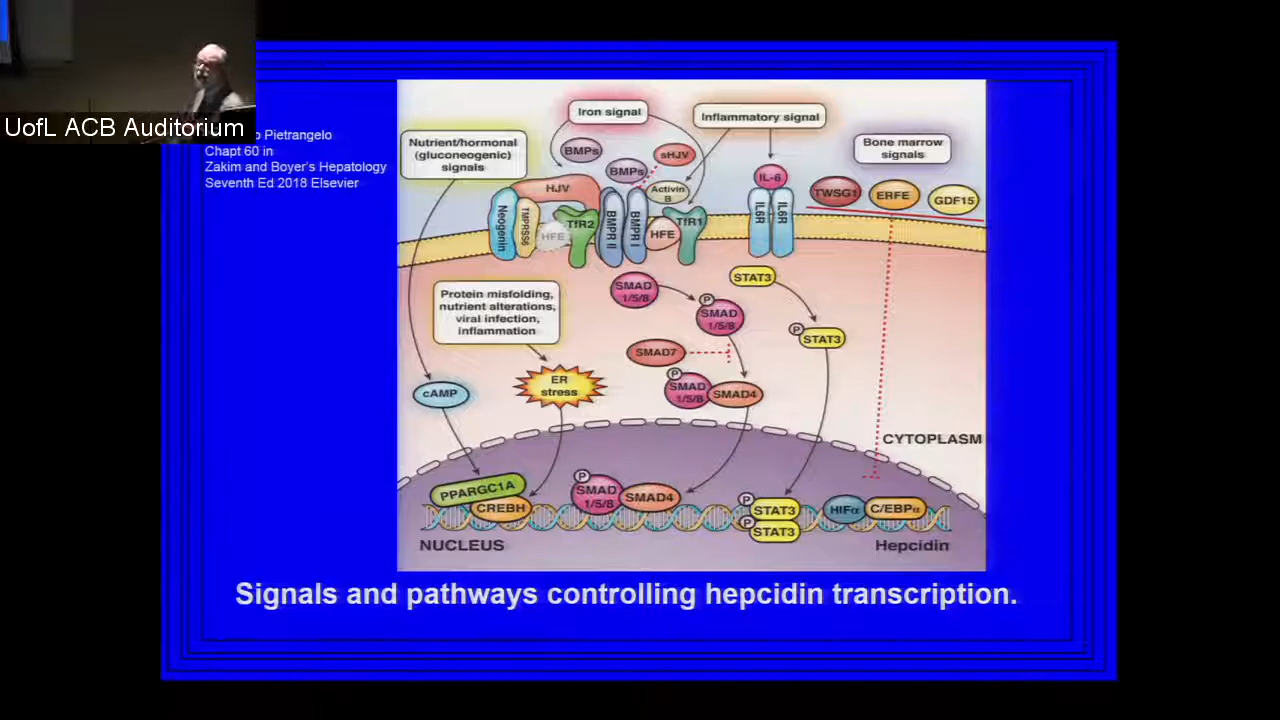 UofL ACB Auditorium
Pietrangelo
Chapt 60 in
Zakim and Boyer's Hepatology
Seventh Ed 2018 Elsevier
Nutrient/hormonal
(gluconeogenic)
signals
Iron signal
Inflammatory signal
Bone marrow
signals
BMPs
BMPs
sHJV
Activin
B
IL-6
TWSG1
ERFE
GDF15
HJV
Neogenin
TMPRSS6
HFE
TfR2
BMPR II
BMPR I
HFE
TfR1
IL6R
IL6R
Protein misfolding,
nutrient alterations,
viral infection,
inflammation
SMAD
1/5/8
P
SMAD
1/5/8
STAT3
P
STAT3
SMAD7
P
SMAD
1/5/8
SMAD4
cAMP
ER
stress
CYTOPLASM
PPARGC1A
CREBH
P
SMAD
1/5/8
SMAD4
P
STAT3
P
STAT3
HIFα
C/EBPα
NUCLEUS
Hepcidin
Signals and pathways controlling hepcidin transcription.